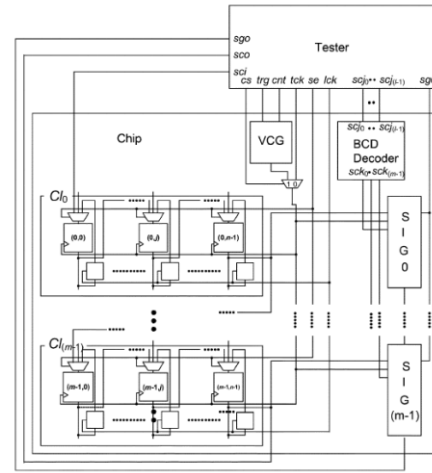 sgo
sco
sci
Tester
cs trg cnt tck se lck scj0 •• scj(l-1)
Chip
VCG
scj0 •• scj(l-1)
BCD
Decoder
sck0 • sck(m-1)
1 0
Cl0
(0,0) (0,j) (0,n-1)
S
I
G
0
Cl(m-1)
(m-1,0) (m-1,j) (m-1,n-1)
S
I
G
(m-1)